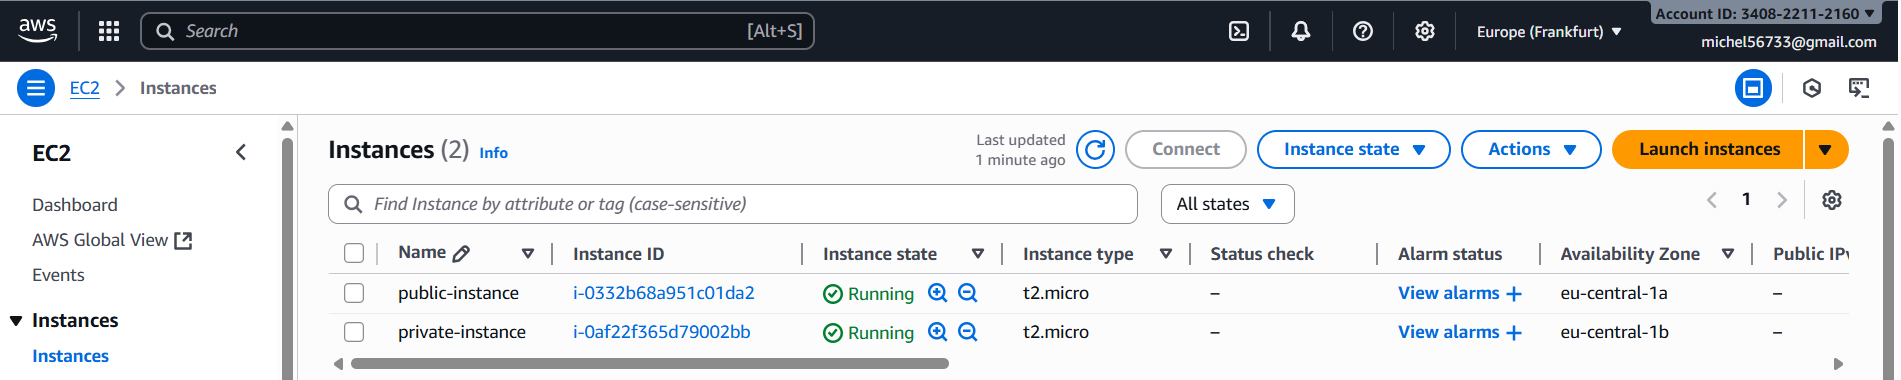 aws
Search [Alt+S]
Europe (Frankfurt)
Account ID: 3408-2211-2160
michel56733@gmail.com
EC2 > Instances
EC2
Dashboard
AWS Global View
Events
Instances
Instances
Instances (2) Info
Last updated
1 minute ago
Connect
Instance state
Actions
Launch instances
Find Instance by attribute or tag (case-sensitive)
All states
1
Name Instance ID Instance state Instance type Status check Alarm status Availability Zone Public IPv
public-instance i-0332b68a951c01da2 Running t2.micro – View alarms + eu-central-1a –
private-instance i-0af22f365d79002bb Running t2.micro – View alarms + eu-central-1b –